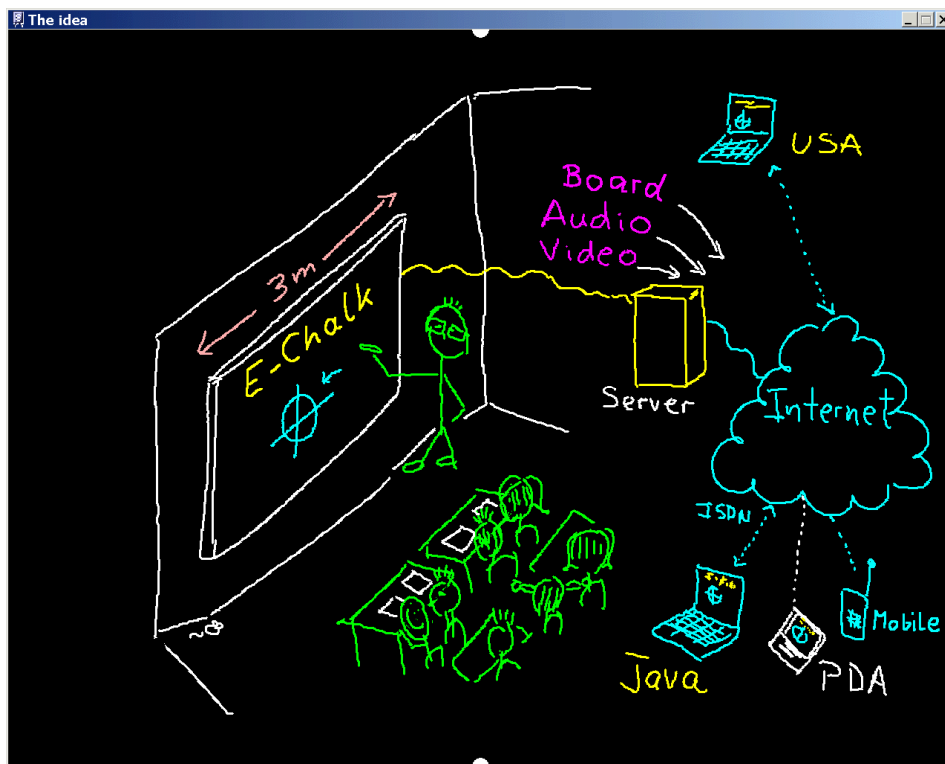 The idea
USA
Board
Audio
Video
3m
E-Chalk
Server
Internet
ISDN
Mobile
Java
PDA